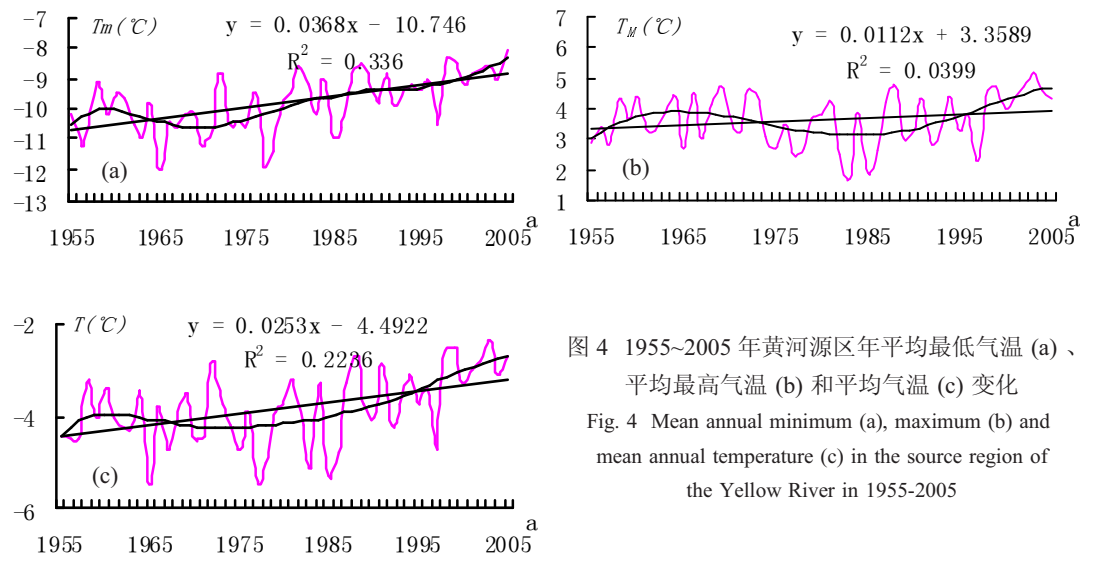 Tm(℃)
y = 0.0368x - 10.746
R² = 0.336
-7
-8
-9
-10
-11
-12
-13
(a)
a
1955 1965 1975 1985 1995 2005
T_M(℃)
y = 0.0112x + 3.3589
R² = 0.0399
7
6
5
4
3
2
1
(b)
a
1955 1965 1975 1985 1995 2005
T(℃)
y = 0.0253x - 4.4922
R² = 0.2236
-2
-4
-6
(c)
a
1955 1965 1975 1985 1995 2005
图 4 1955~2005 年黄河源区年平均最低气温 (a) 、
平均最高气温 (b) 和平均气温 (c) 变化
Fig. 4 Mean annual minimum (a), maximum (b) and
mean annual temperature (c) in the source region of
the Yellow River in 1955-2005